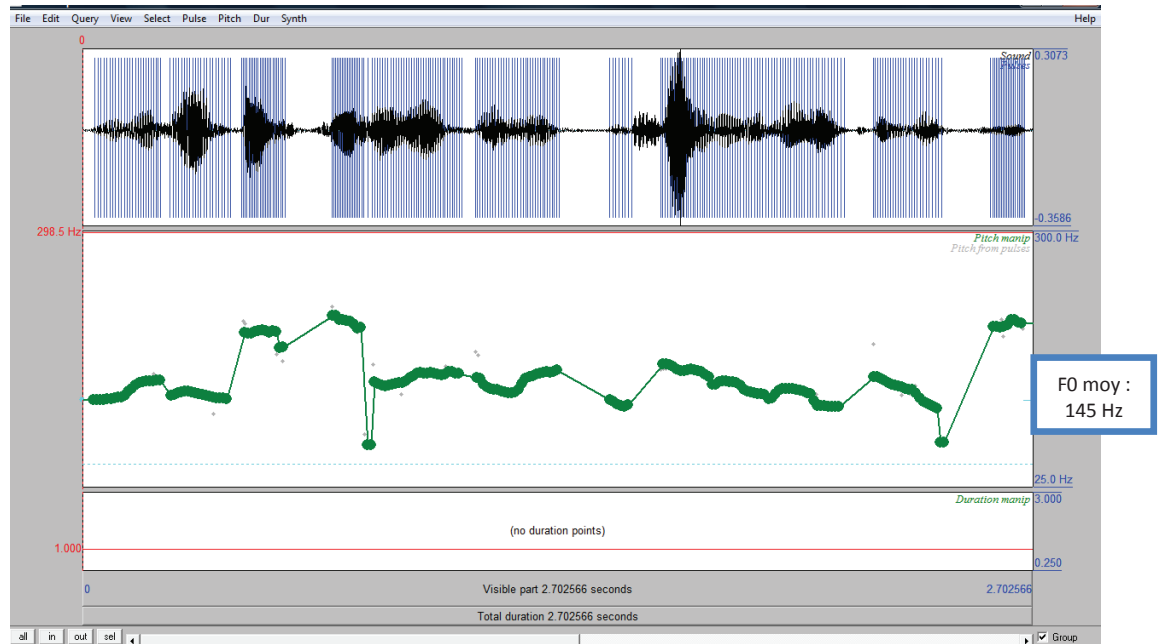 File Edit Query View Select Pulse Pitch Dur Synth Help
0
Sound 0.3073
Pulses
-0.3586
298.5 Hz
Pitch manip 300.0 Hz
Pitch from pulses
F0 moy :
145 Hz
25.0 Hz
Duration manip 3.000
(no duration points)
1.000
0.250
0 Visible part 2.702566 seconds 2.702566
Total duration 2.702566 seconds
all in out sel Group